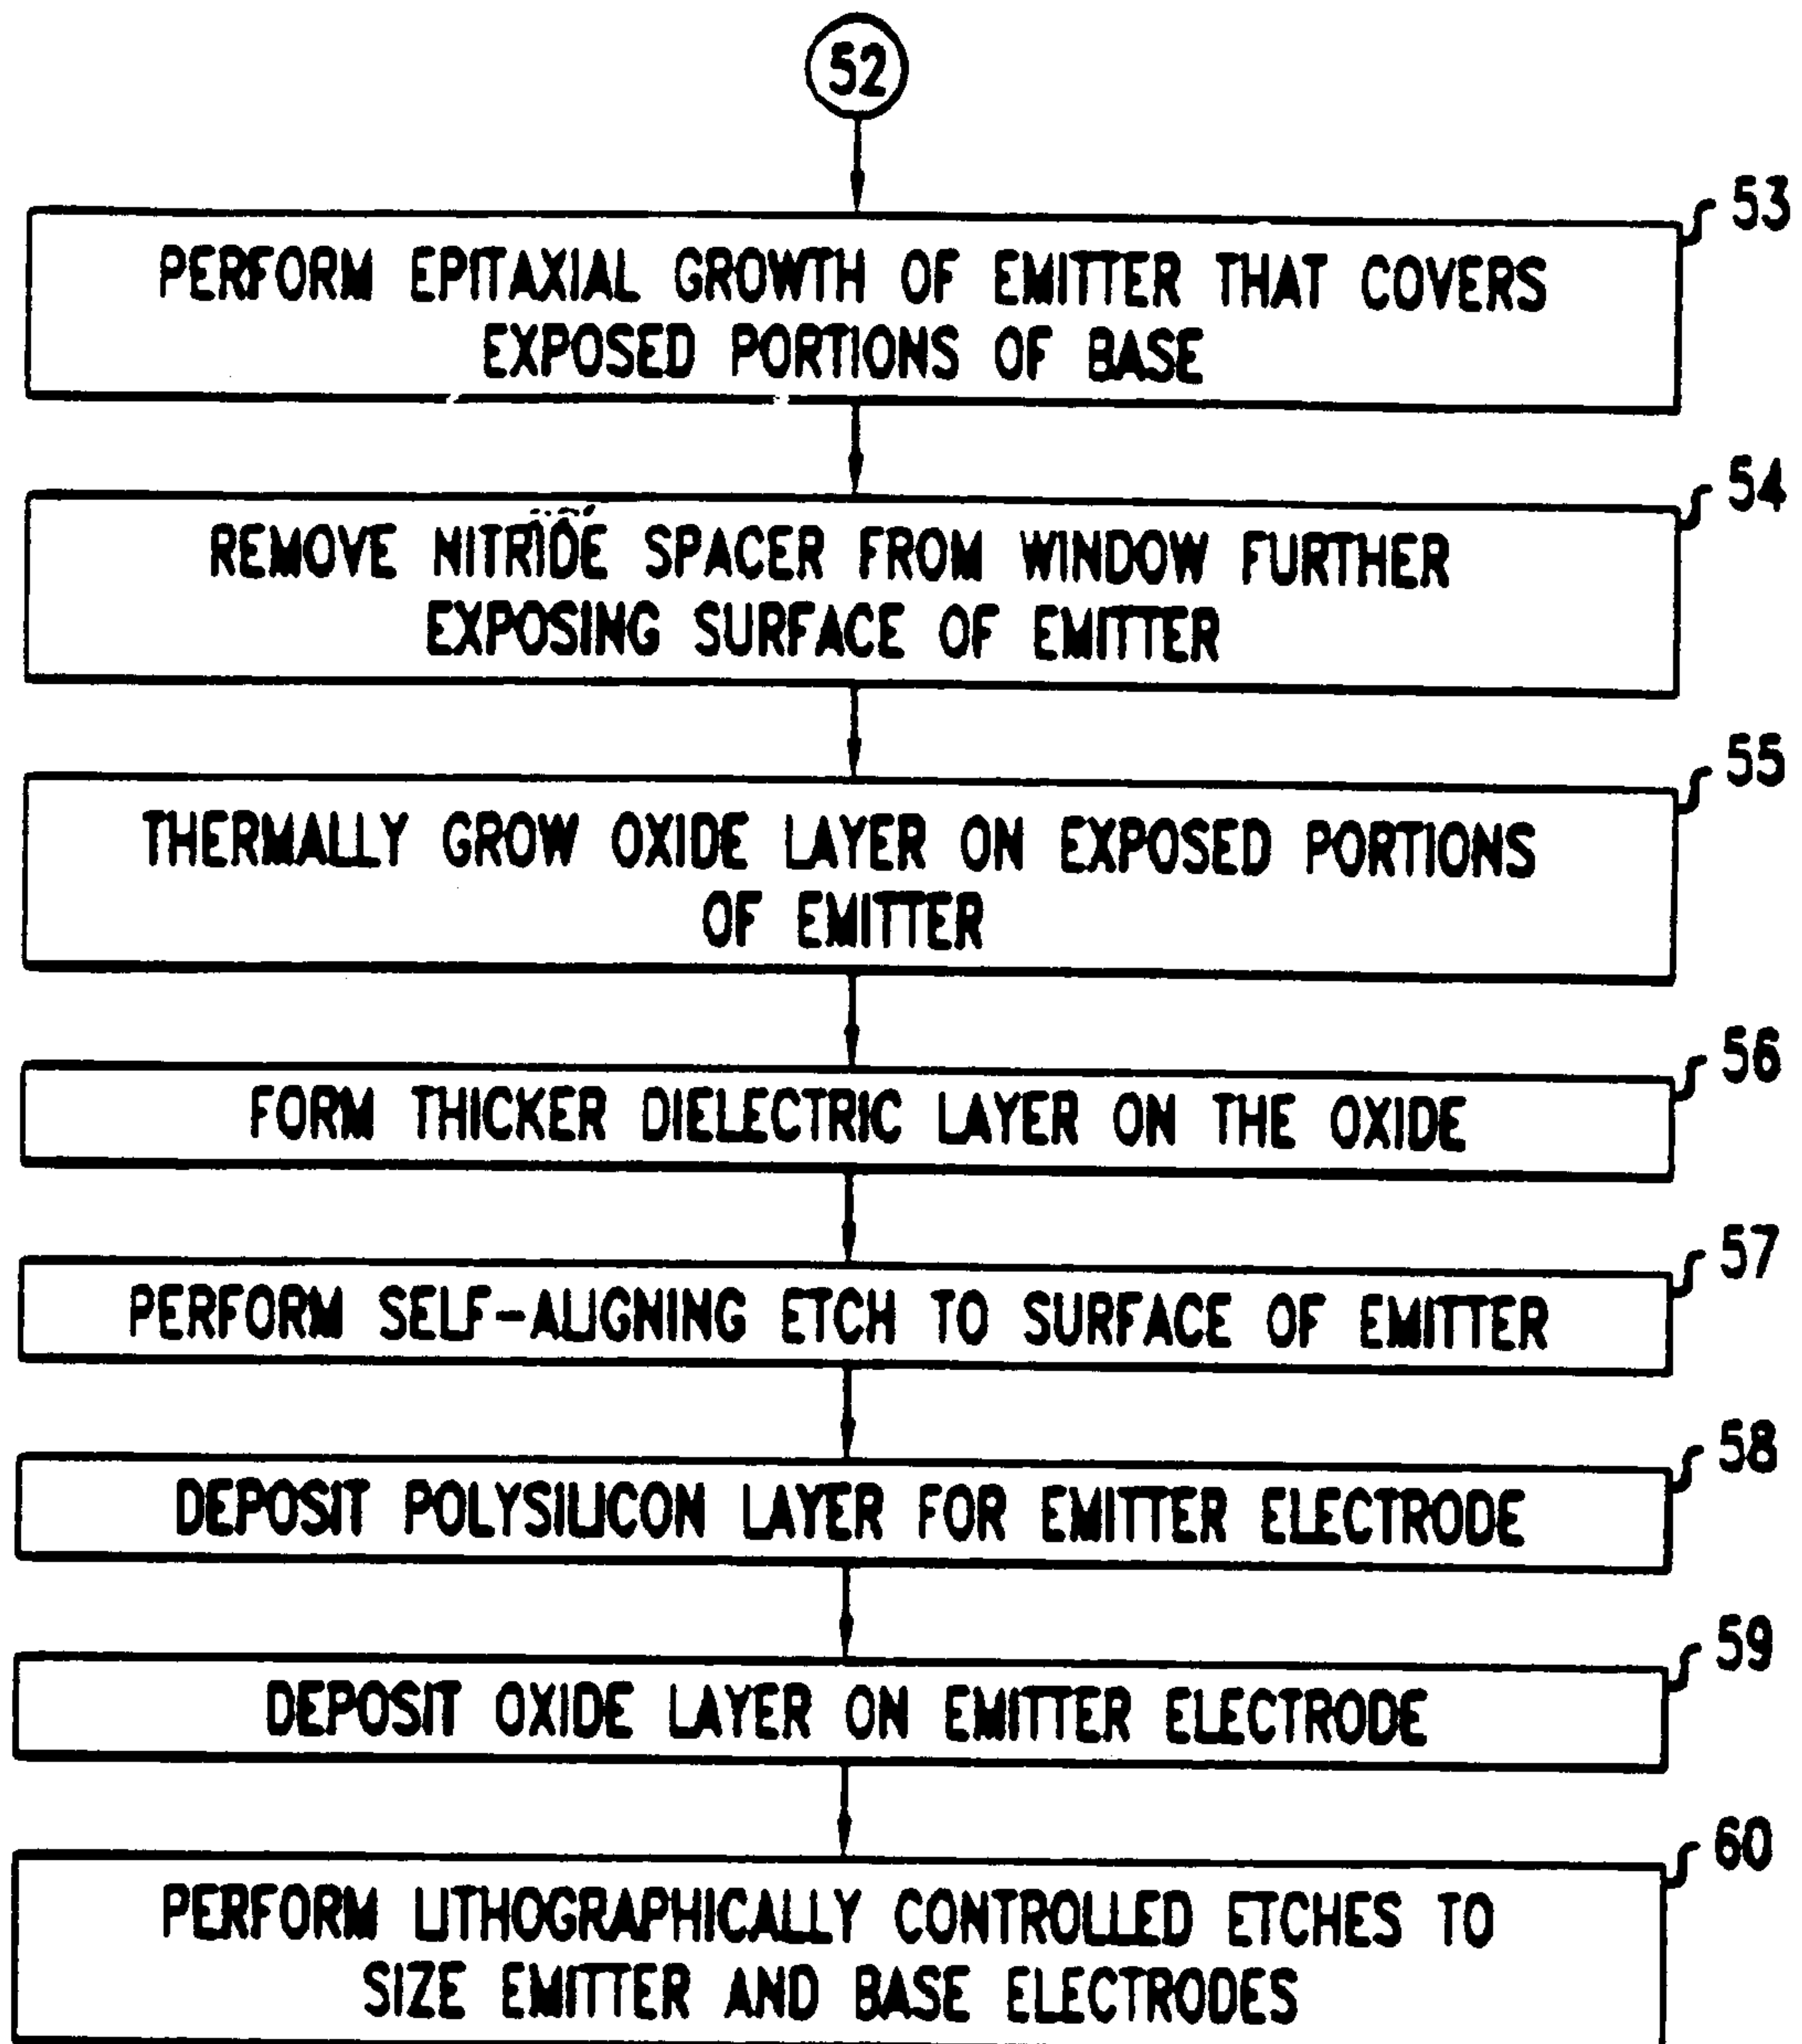 52
53
PERFORM EPITAXIAL GROWTH OF EMITTER THAT COVERS
EXPOSED PORTIONS OF BASE
54
REMOVE NITRIDE SPACER FROM WINDOW FURTHER
EXPOSING SURFACE OF EMITTER
55
THERMALLY GROW OXIDE LAYER ON EXPOSED PORTIONS
OF EMITTER
56
FORM THICKER DIELECTRIC LAYER ON THE OXIDE
57
PERFORM SELF-ALIGNING ETCH TO SURFACE OF EMITTER
58
DEPOSIT POLYSILICON LAYER FOR EMITTER ELECTRODE
59
DEPOSIT OXIDE LAYER ON EMITTER ELECTRODE
60
PERFORM LITHOGRAPHICALLY CONTROLLED ETCHES TO
SIZE EMITTER AND BASE ELECTRODES